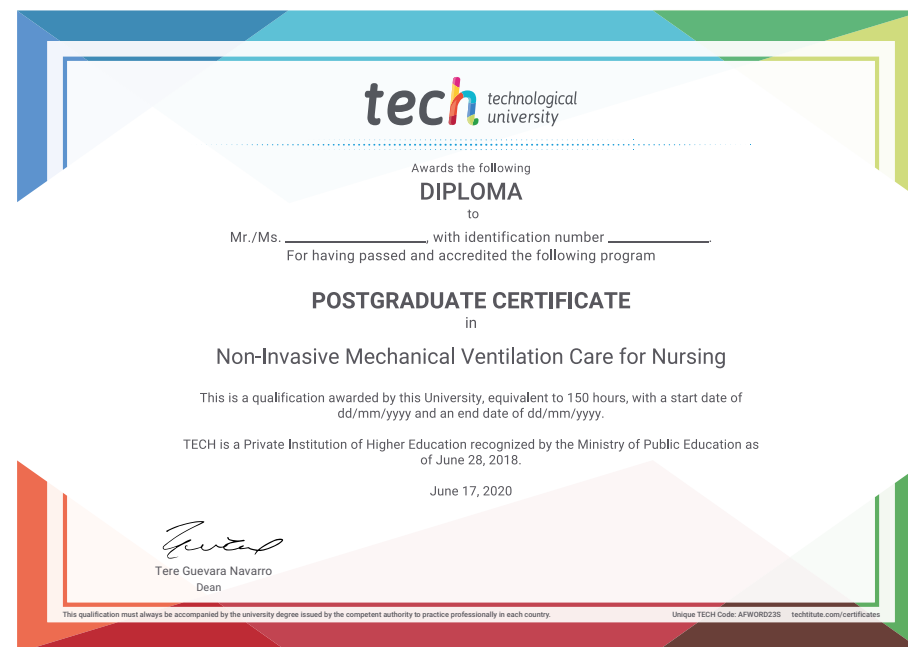 tech technological
university
Awards the following
DIPLOMA
to
Mr./Ms. ____________, with identification number ____________.
For having passed and accredited the following program
POSTGRADUATE CERTIFICATE
in
Non-Invasive Mechanical Ventilation Care for Nursing
This is a qualification awarded by this University, equivalent to 150 hours, with a start date of
dd/mm/yyyy and an end date of dd/mm/yyyy.
TECH is a Private Institution of Higher Education recognized by the Ministry of Public Education as
of June 28, 2018.
June 17, 2020
Tere Guevara Navarro
Dean
This qualification must always be accompanied by the university degree issued by the competent authority to practice professionally in each country. Unique TECH Code: AFWORD23S techtitute.com/certificates